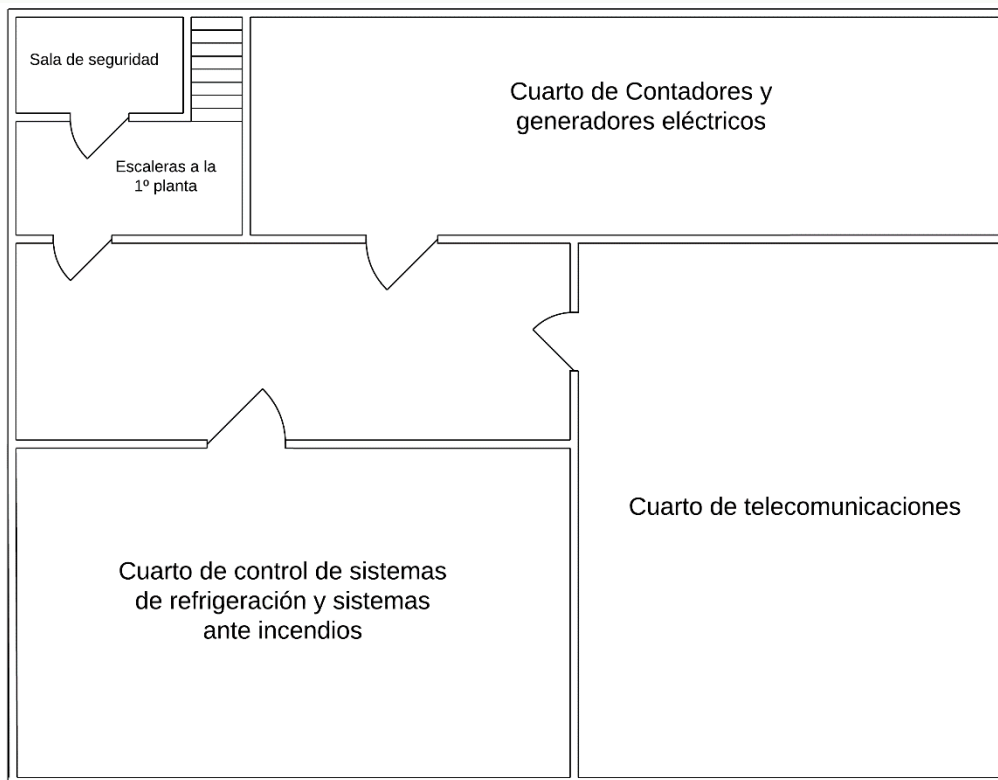 Sala de seguridad
Cuarto de Contadores y
generadores eléctricos
Escaleras a la
1º planta
Cuarto de telecomunicaciones
Cuarto de control de sistemas
de refrigeración y sistemas
ante incendios